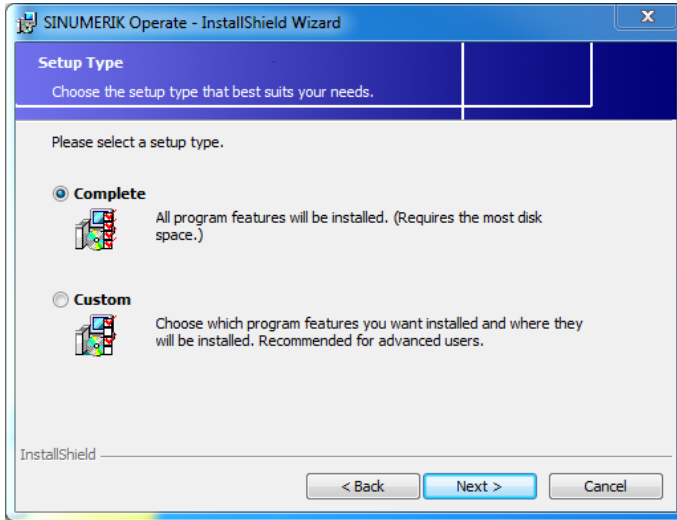 SINUMERIK Operate - InstallShield Wizard
X
Setup Type
Choose the setup type that best suits your needs.
Please select a setup type.
Complete
All program features will be installed. (Requires the most disk
space.)
Custom
Choose which program features you want installed and where they
will be installed. Recommended for advanced users.
InstallShield
< Back Next > Cancel